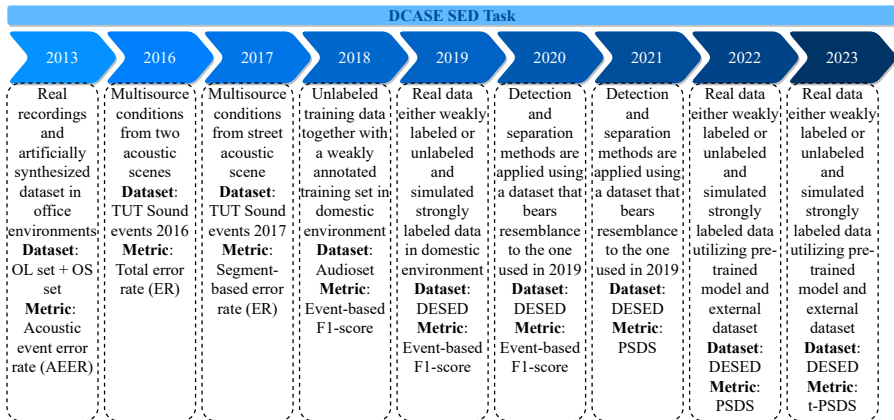 DCASE SED Task
2013
2016
2017
2018
2019
2020
2021
2022
2023
Real
recordings
and
artificially
synthesized
dataset in
office
environments
Dataset:
OL set + OS
set
Metric:
Acoustic
event error
rate (AEER)
Multisource
conditions
from two
acoustic
scenes
Dataset:
TUT Sound
events 2016
Metric:
Total error
rate (ER)
Multisource
conditions
from street
acoustic
scene
Dataset:
TUT Sound
events 2017
Metric:
Segment-
based error
rate (ER)
Unlabeled
training data
together with
a weakly
annotated
training set in
domestic
environment
Dataset:
Audioset
Metric:
Event-based
F1-score
Real data
either weakly
labeled or
unlabeled
and
simulated
strongly
labeled data
in domestic
environment
Dataset:
DESED
Metric:
Event-based
F1-score
Detection
and
separation
methods are
applied using
a dataset that
bears
resemblance
to the one
used in 2019
Dataset:
DESED
Metric:
Event-based
F1-score
Detection
and
separation
methods are
applied using
a dataset that
bears
resemblance
to the one
used in 2019
Dataset:
DESED
Metric:
PSDS
Real data
either weakly
labeled or
unlabeled
and
simulated
strongly
labeled data
utilizing pre-
trained
model and
external
dataset
Dataset:
DESED
Metric:
PSDS
Real data
either weakly
labeled or
unlabeled
and
simulated
strongly
labeled data
utilizing pre-
trained
model and
external
dataset
Dataset:
DESED
Metric:
t-PSDS